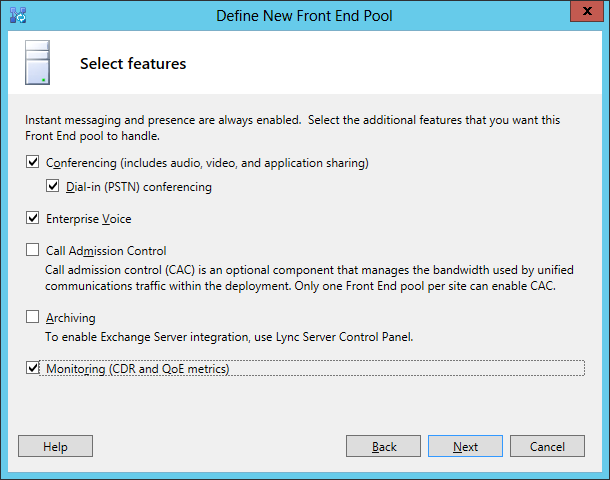 Define New Front End Pool
x
Select features
Instant messaging and presence are always enabled.  Select the additional features that you want this
Front End pool to handle.
Conferencing (includes audio, video, and application sharing)
Dial-in (PSTN) conferencing
Enterprise Voice
Call Admission Control
Call admission control (CAC) is an optional component that manages the bandwidth used by unified
communications traffic within the deployment. Only one Front End pool per site can enable CAC.
Archiving
To enable Exchange Server integration, use Lync Server Control Panel.
Monitoring (CDR and QoE metrics)
Help
Back
Next
Cancel